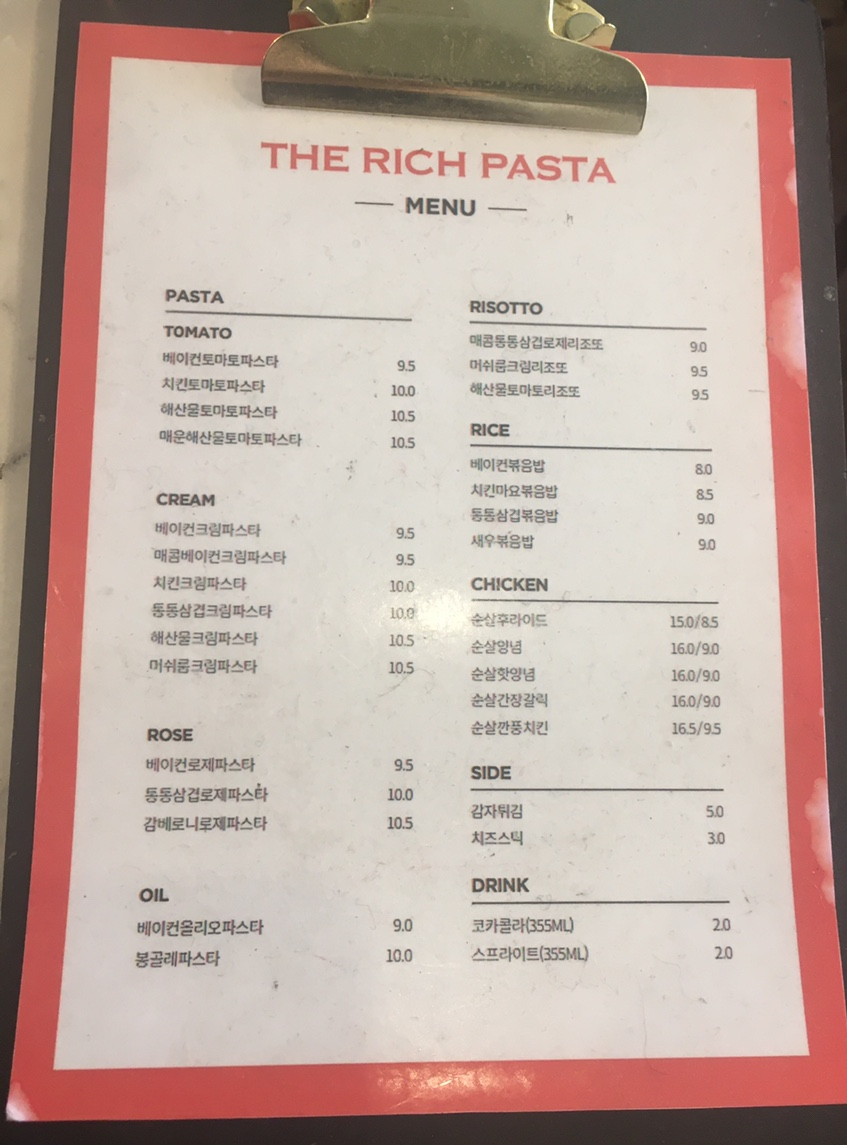 THE RICH PASTA
MENU
PASTA
TOMATO
베이컨토마토파스타 9.5
치킨토마토파스타 10.0
해산물토마토파스타 10.5
매운해산물토마토파스타 10.5
CREAM
베이컨크림파스타 9.5
매콤베이컨크림파스타 9.5
치킨크림파스타 10.0
통통삼겹크림파스타 10.0
해산물크림파스타 10.5
머쉬룸크림파스타 10.5
ROSE
베이컨로제파스타 9.5
통통삼겹로제파스타 10.0
감베로니로제파스타 10.5
OIL
베이컨올리오파스타 9.0
봉골레파스타 10.0
RISOTTO
매콤통통삼겹로제리조또 9.0
머쉬룸크림리조또 9.5
해산물토마토리조또 9.5
RICE
베이컨볶음밥 8.0
치킨마요볶음밥 8.5
통통삼겹볶음밥 9.0
새우볶음밥 9.0
CHICKEN
순살후라이드 15.0/8.5
순살양념 16.0/9.0
순살핫양념 16.0/9.0
순살간장갈릭 16.0/9.0
순살깐풍치킨 16.5/9.5
SIDE
감자튀김 5.0
치즈스틱 3.0
DRINK
코카콜라(355ML) 2.0
스프라이트(355ML) 2.0